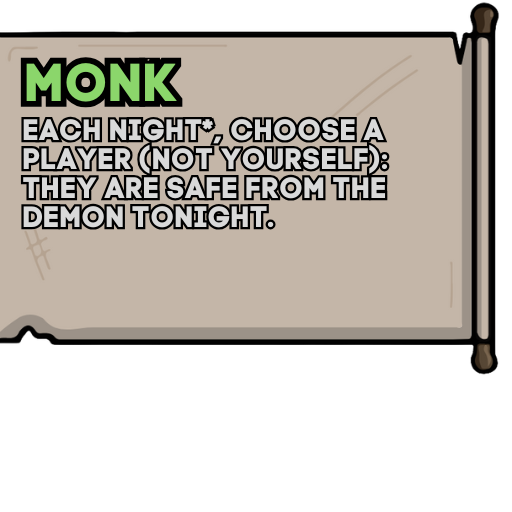 MONK
EACH NIGHT*, CHOOSE A
PLAYER (NOT YOURSELF):
THEY ARE SAFE FROM THE
DEMON TONIGHT.